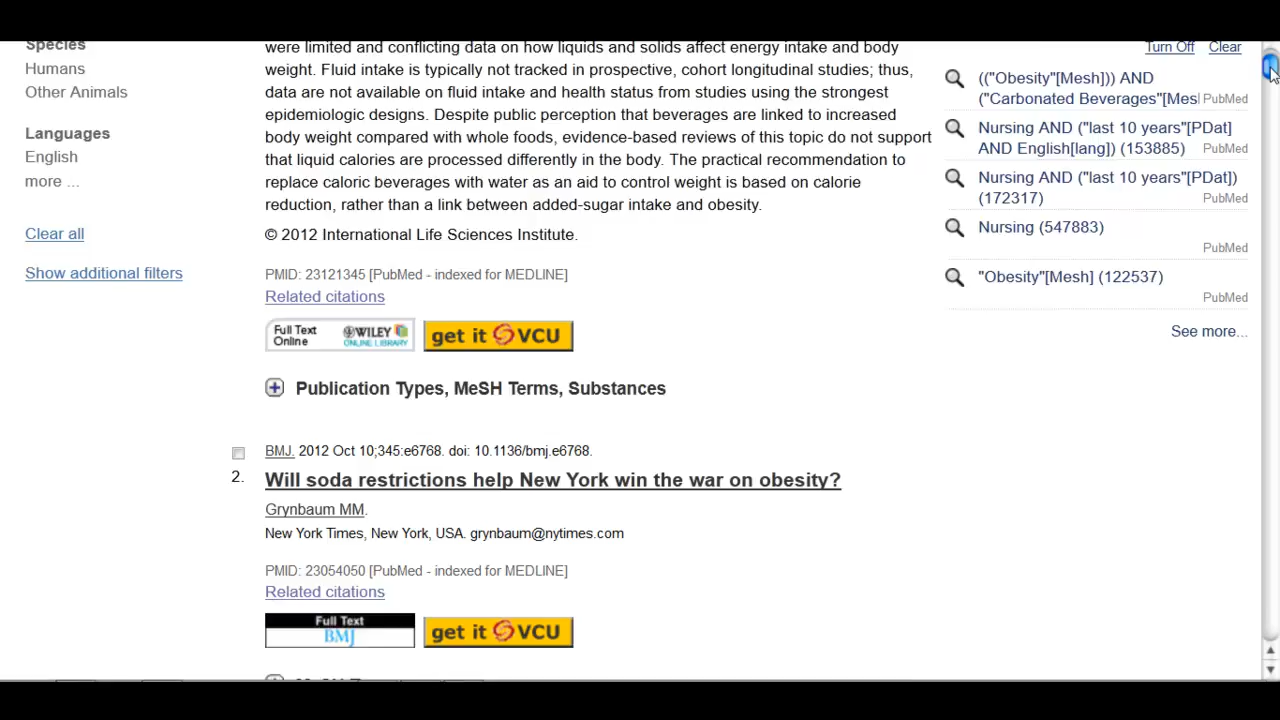 Species
Humans
Other Animals
Languages
English
more ...
Clear all
Show additional filters
were limited and conflicting data on how liquids and solids affect energy intake and body
weight. Fluid intake is typically not tracked in prospective, cohort longitudinal studies; thus,
data are not available on fluid intake and health status from studies using the strongest
epidemiologic designs. Despite public perception that beverages are linked to increased
body weight compared with whole foods, evidence-based reviews of this topic do not support
that liquid calories are processed differently in the body. The practical recommendation to
replace caloric beverages with water as an aid to control weight is based on calorie
reduction, rather than a link between added-sugar intake and obesity.
© 2012 International Life Sciences Institute.
PMID: 23121345 [PubMed - indexed for MEDLINE]
Related citations
Full Text
Online
WILEY
ONLINE LIBRARY
get it VCU
Publication Types, MeSH Terms, Substances
BMJ. 2012 Oct 10;345:e6768. doi: 10.1136/bmj.e6768.
2. Will soda restrictions help New York win the war on obesity?
Grynbaum MM.
New York Times, New York, USA. grynbaum@nytimes.com
PMID: 23054050 [PubMed - indexed for MEDLINE]
Related citations
Full Text
BMJ
get it VCU
Turn Off Clear
(("Obesity"[Mesh])) AND
("Carbonated Beverages"[Mes PubMed
Nursing AND ("last 10 years"[PDat]
AND English[lang]) (153885) PubMed
Nursing AND ("last 10 years"[PDat])
(172317) PubMed
Nursing (547883)
PubMed
"Obesity"[Mesh] (122537)
PubMed
See more...